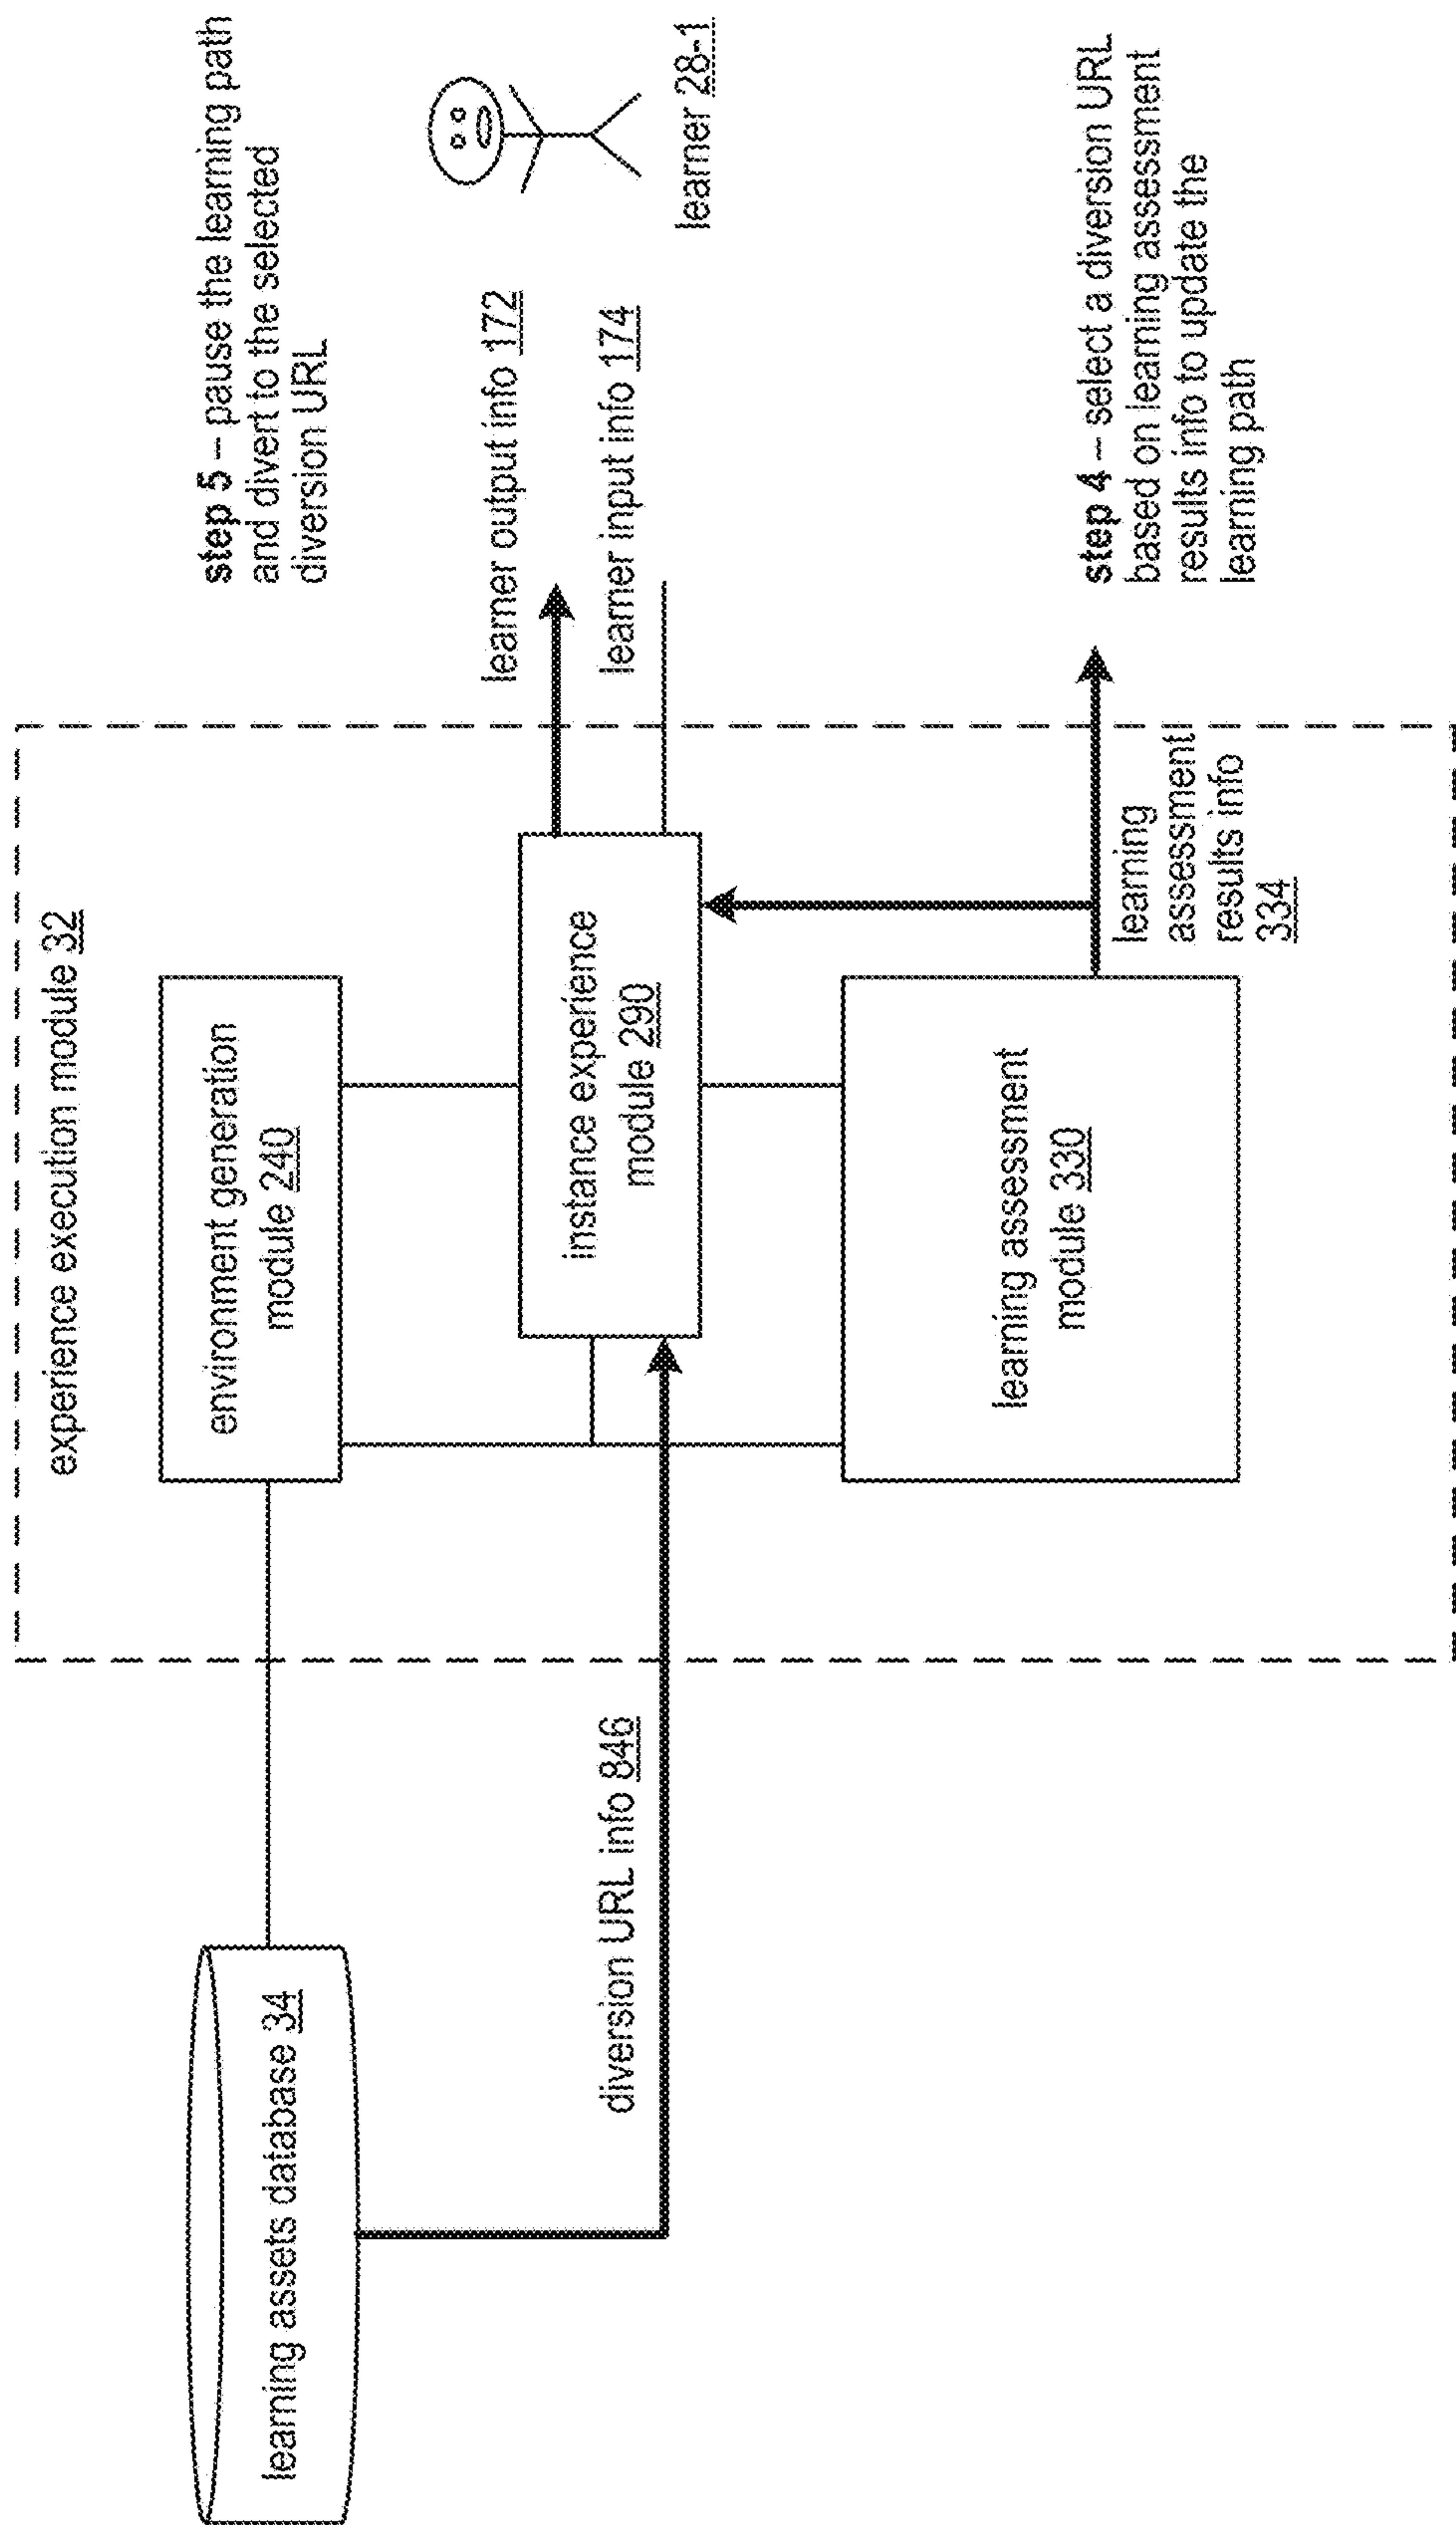 experience execution module 32
step 5 – pause the learning path
and divert to the selected
diversion URL
learning assets database 34
environment generation
module 240
learner output info 172
learner input info 174
learner 28-1
diversion URL info 846
instance experience
module 290
learning assessment
module 330
learning
assessment
results info
334
step 4 – select a diversion URL
based on learning assessment
results info to update the
learning path